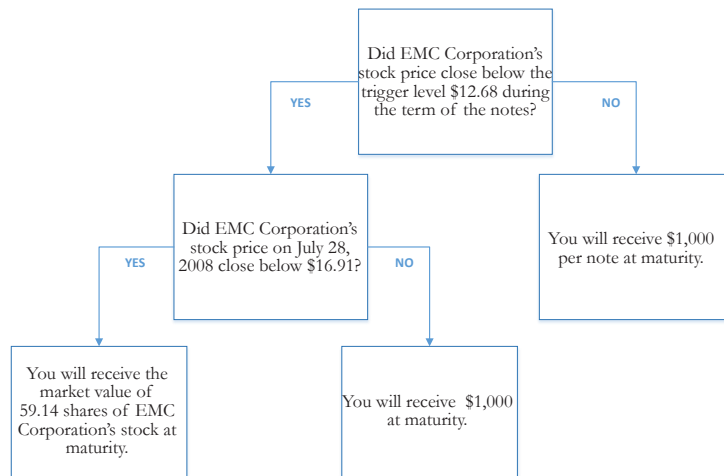 Did EMC Corporation's
stock price close below the
trigger level $12.68 during
the term of the notes?
YES
NO
Did EMC Corporation's
stock price on July 28,
2008 close below $16.91?
You will receive $1,000
per note at maturity.
YES
NO
You will receive the
market value of
59.14 shares of EMC
Corporation's stock at
maturity.
You will receive $1,000
at maturity.